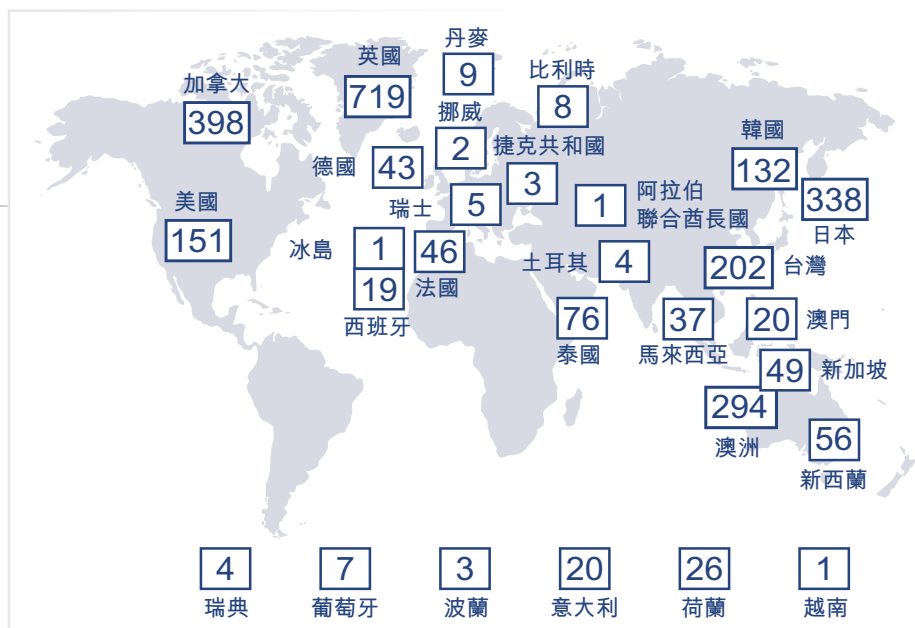 丹麥
9
英國
719
比利時
8
加拿大
398
挪威
2
捷克共和國
3
韓國
132
德國
43
瑞士
5
阿拉伯
聯合酋長國
1
338
日本
美國
151
冰島
1
46
法國
土耳其
4
202
台灣
19
西班牙
76
泰國
37
馬來西亞
20
澳門
49
新加坡
294
澳洲
56
新西蘭
4
瑞典
7
葡萄牙
3
波蘭
20
意大利
26
荷蘭
1
越南